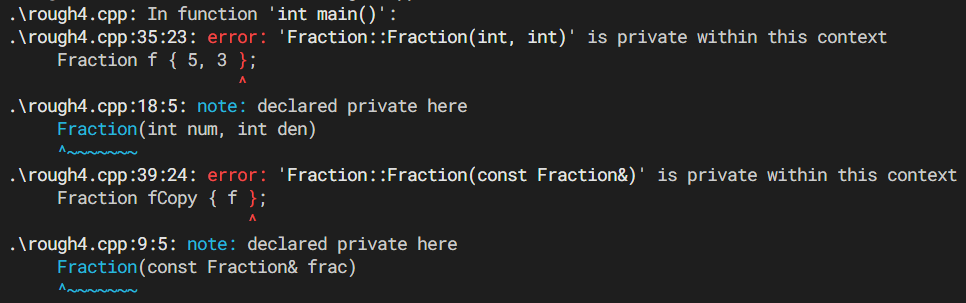 .\rough4.cpp: In function 'int main()':
.\rough4.cpp:35:23: error: 'Fraction::Fraction(int, int)' is private within this context
Fraction f { 5, 3 };
^
.\rough4.cpp:18:5: note: declared private here
Fraction(int num, int den)
^~~~~~~~
.\rough4.cpp:39:24: error: 'Fraction::Fraction(const Fraction&)' is private within this context
Fraction fCopy { f };
^
.\rough4.cpp:9:5: note: declared private here
Fraction(const Fraction& frac)
^~~~~~~~